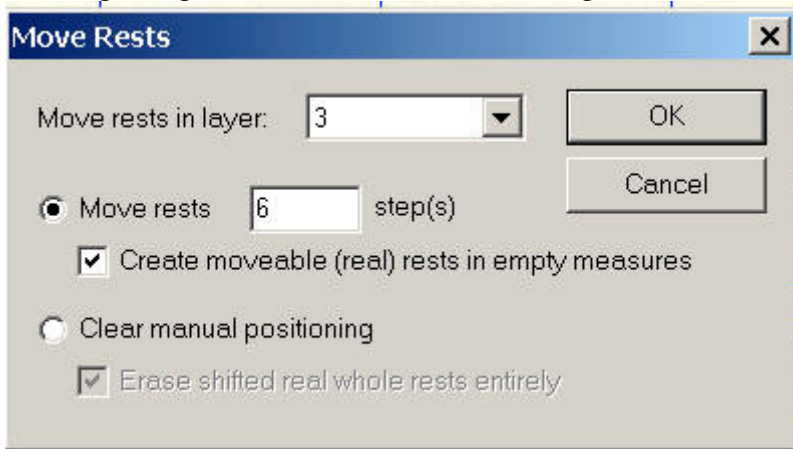 Move Rests
Move rests in layer: 3 OK
Cancel
Move rests 6 step(s)
Create moveable (real) rests in empty measures
Clear manual positioning
Erase shifted real whole rests entirely